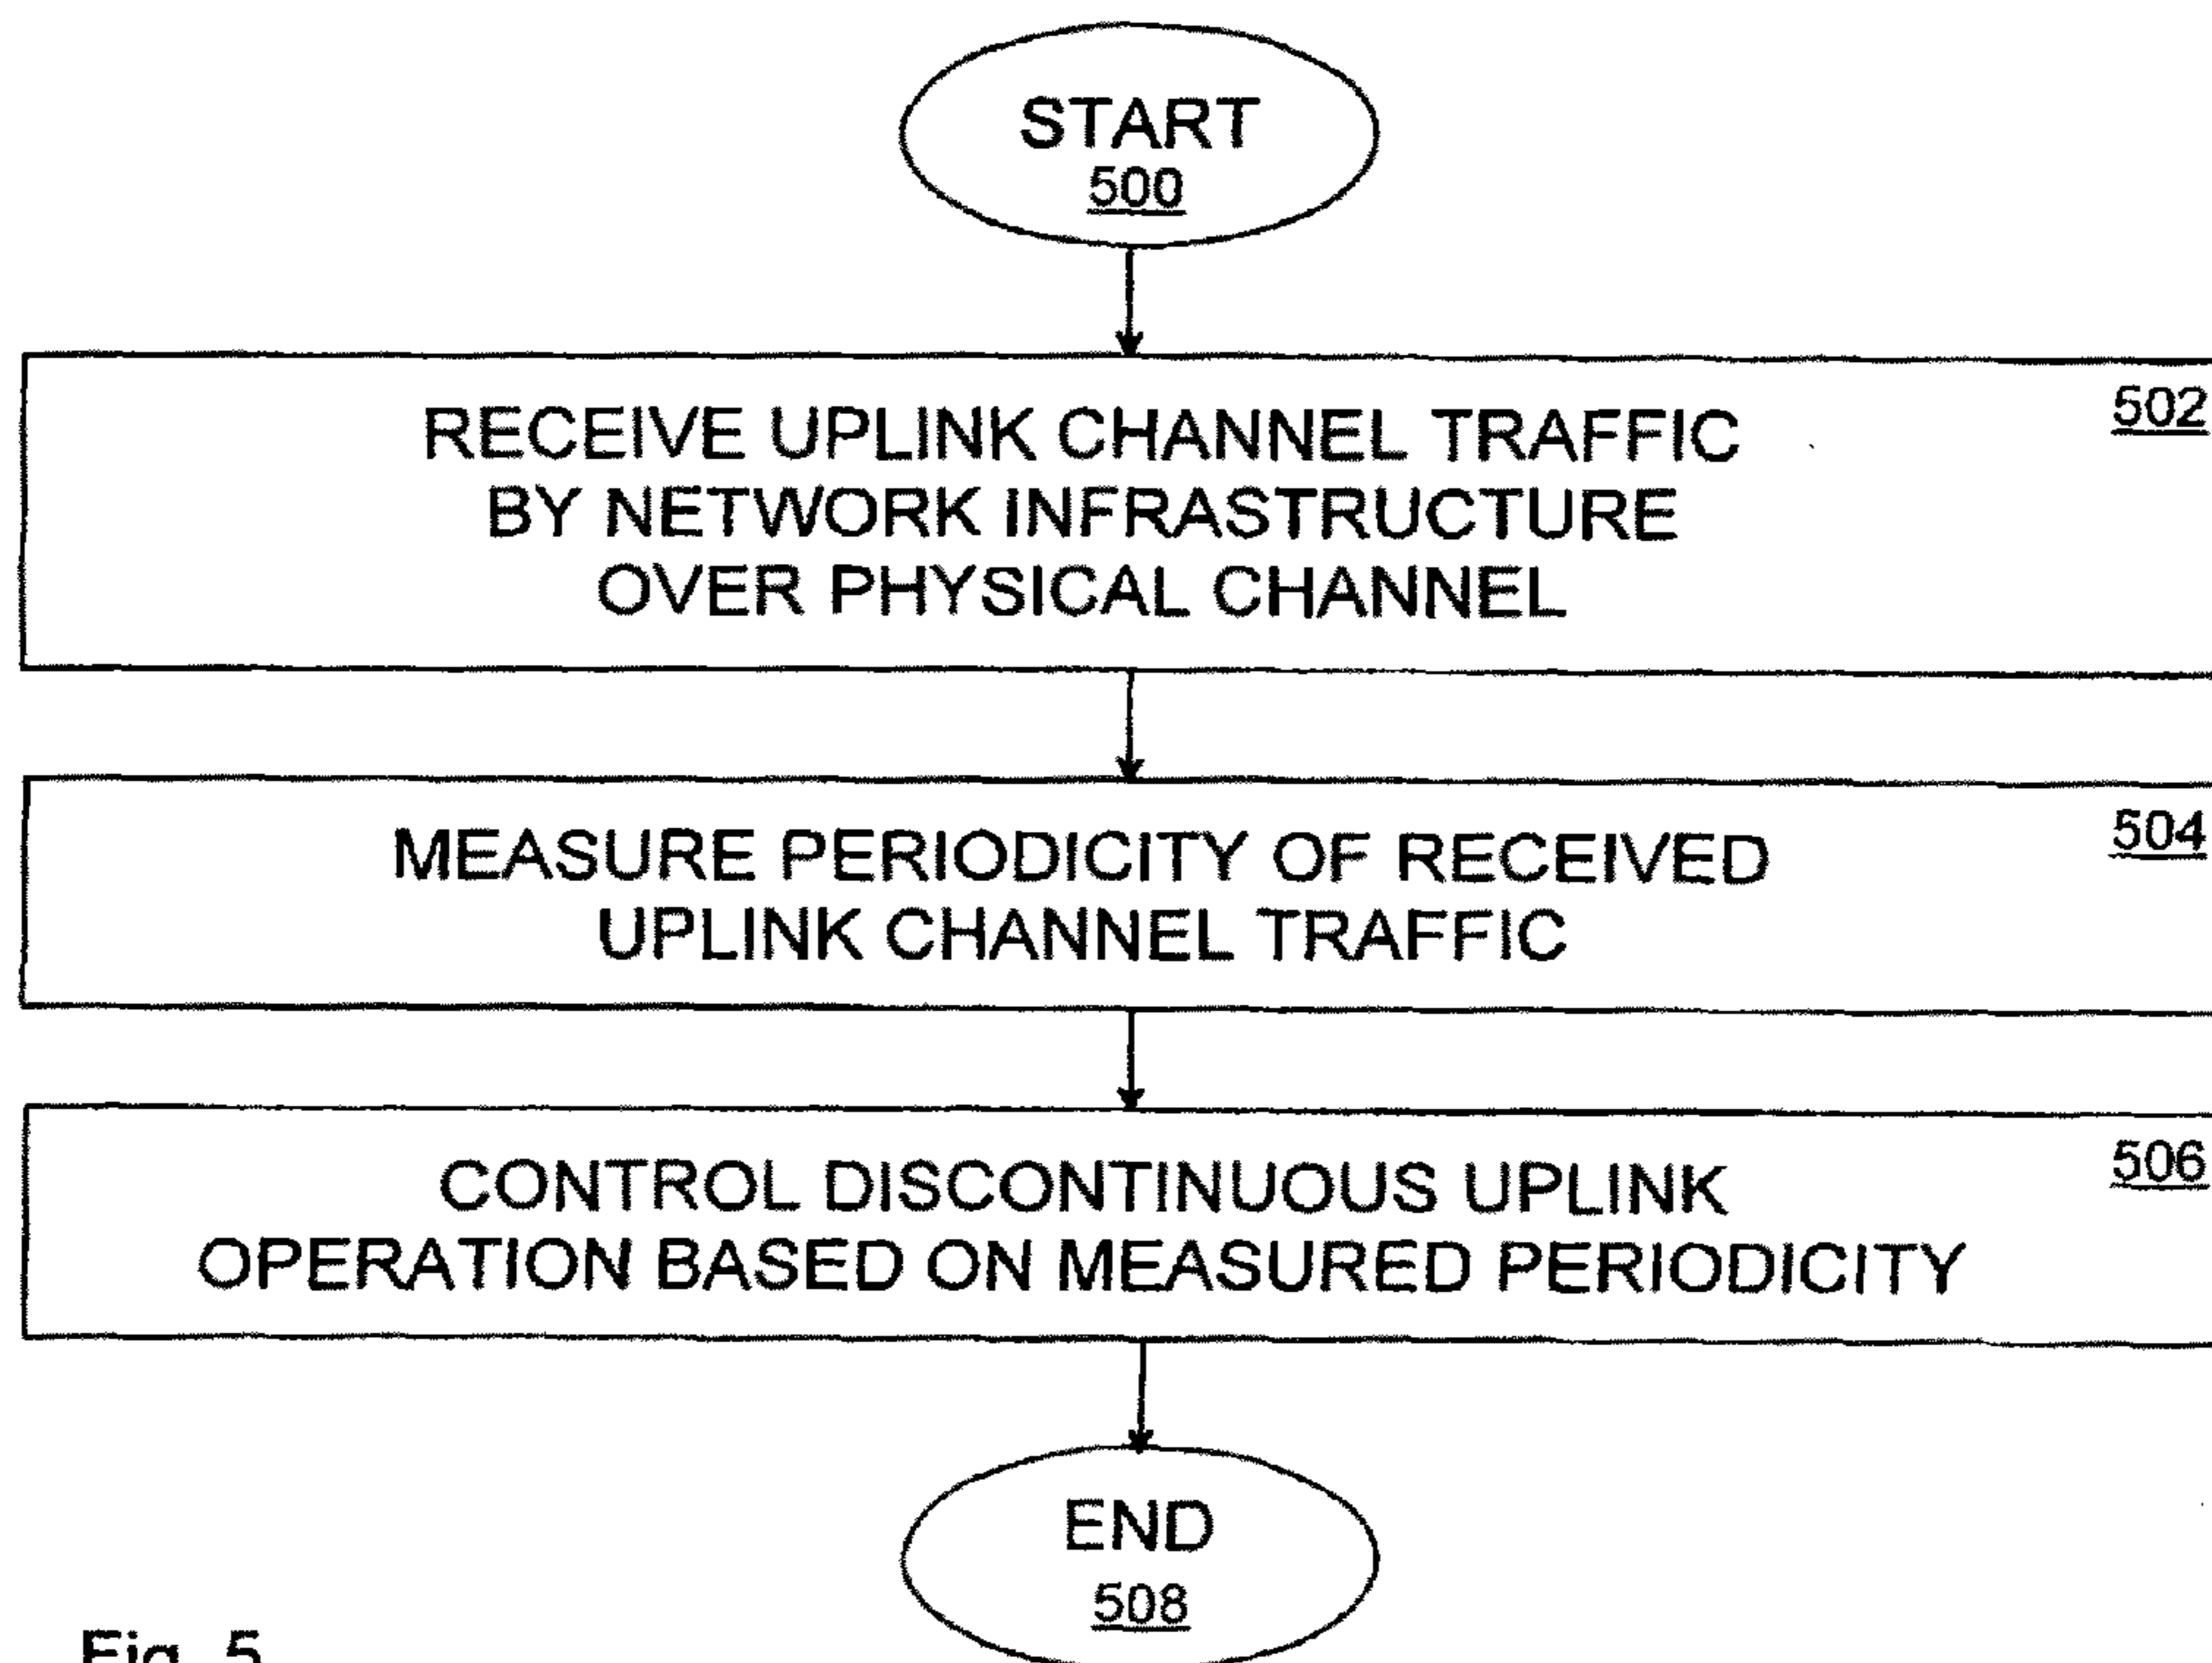 START
500
502
RECEIVE UPLINK CHANNEL TRAFFIC
BY NETWORK INFRASTRUCTURE
OVER PHYSICAL CHANNEL
504
MEASURE PERIODICITY OF RECEIVED
UPLINK CHANNEL TRAFFIC
506
CONTROL DISCONTINUOUS UPLINK
OPERATION BASED ON MEASURED PERIODICITY
END
508
Fig. 5